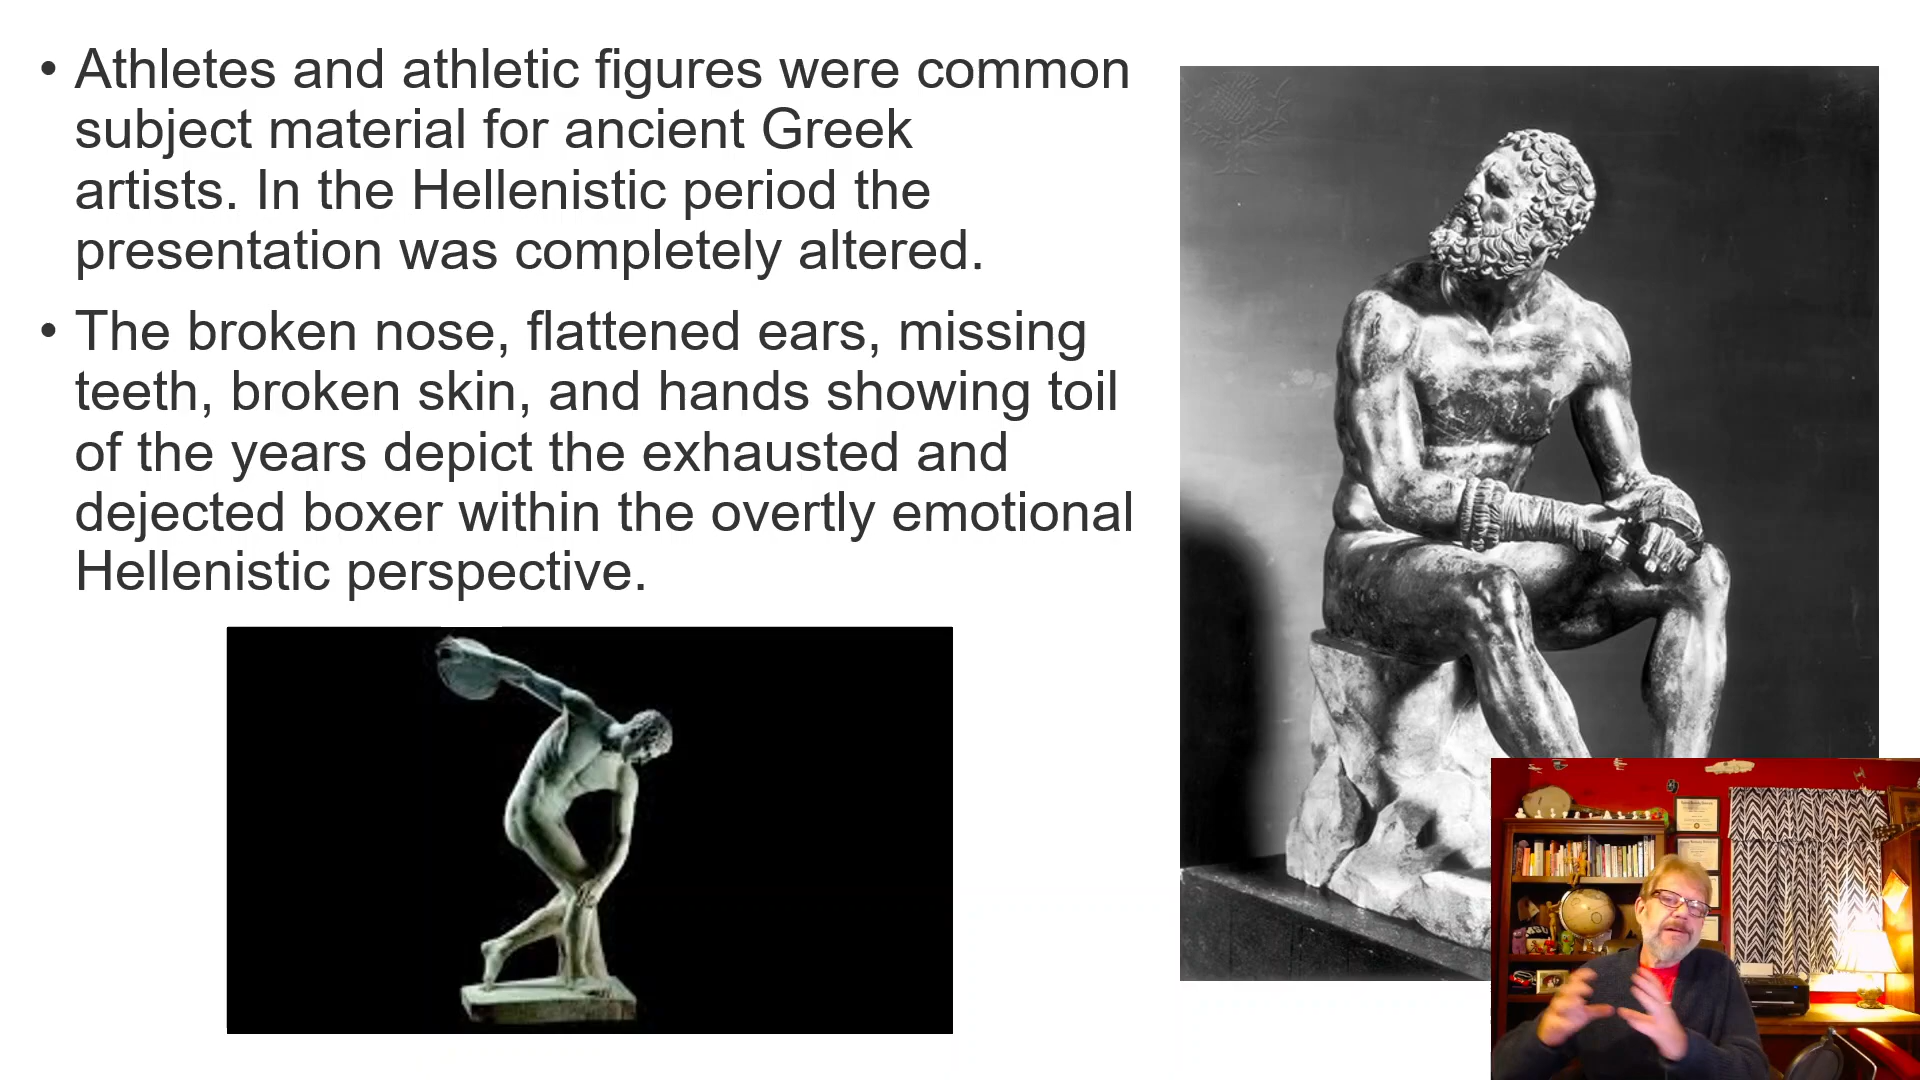 • Athletes and athletic figures were common
subject material for ancient Greek
artists. In the Hellenistic period the
presentation was completely altered.
• The broken nose, flattened ears, missing
teeth, broken skin, and hands showing toil
of the years depict the exhausted and
dejected boxer within the overtly emotional
Hellenistic perspective.